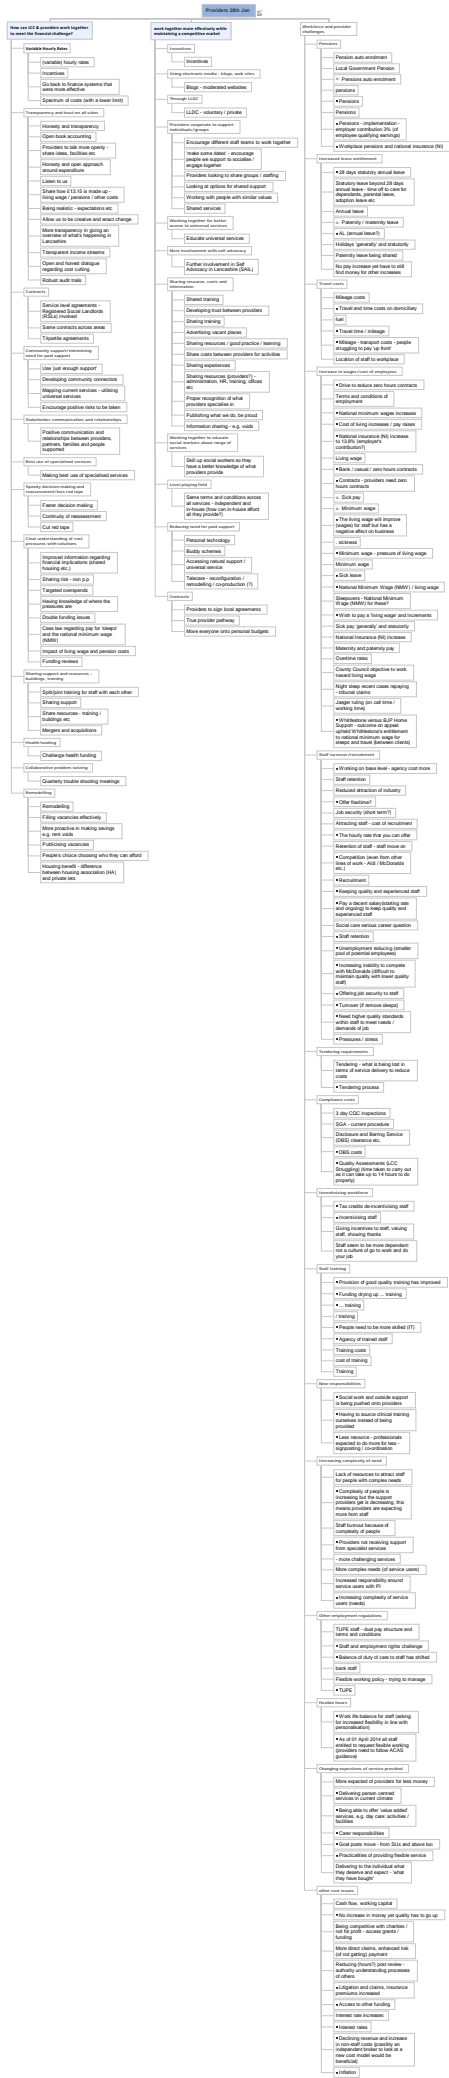 Providers 28th Jan
How can LCC & providers work together
to meet the financial challenge?
Variable Hourly Rates
(variable) hourly rates
Incentives
Go back to finance systems that
were more effective
Spectrum of costs (with a lower limit)
Transparency and trust on all sides
Honesty and transparency
Open book accounting
Providers to talk more openly -
share ideas, facilities etc
Honesty and open approach
around expenditure
Listen to us
Share how £13.15 is made up -
living wage / pensions / other costs
Being realistic - expectations etc
Allow us to be creative and enact change
More transparency in giving an
overview of what's happening in
Lancashire
Transparent income streams
Open and honest dialogue
regarding cost cutting
Robust audit trails
Contracts
Service level agreements -
Registered Social Landlords
(RSLs) involved
Same contracts across areas
Tripartite agreements
Community support/minimising
need for paid support
Use 'just enough support'
Developing community connectors
Mapping current services - utilising
universal services
Encourage positive risks to be taken
Stakeholder communication and relationships
Positive communication and
relationships between providers,
partners, families and people
supported
Best use of specialised services
Making best use of specialised services
Speedy decision making and
reassessment/less red tape
Faster decision making
Continuity of reassessment
Cut red tape
Clear understanding of cost
pressures with solutions
Improved information regarding
financial implications (shared
housing etc.)
Sharing risk - non p.p
Targeted overspends
Having knowledge of where the
pressures are
Double funding issues
Case law regarding pay for 'sleeps'
and the national minimum wage
(NMW)
Impact of living wage and pension costs
Funding reviews
Sharing support and resources -
buildings, training
Split/joint training for staff with each other
Sharing support
Share resources - training /
buildings etc
Mergers and acquisitions
Health funding
Challenge health funding
Collaborative problem solving
Quarterly trouble shooting meetings
Remodelling
Remodelling
Filling vacancies effectively
More proactive in making savings
e.g. rent voids
Publicising vacancies
People's choice choosing who they can afford
Housing benefit - difference
between housing association (HA)
and private lets
work together more effectively while
maintaining a competitive market
Incentives
Incentives
Using electronic media - blogs, web sites
Blogs - moderated websites
Through LLDC
LLDC - voluntary / private
Providers cooperate to support
individuals/groups
Encourage different staff teams to work together
'make some dates' - encourage
people we support to socialise /
engage together
Providers looking to share groups / staffing
Looking at options for shared support
Working with people with similar values
Shared services
Working together for better
access to universal services
Educate universal services
More involvement with self advocacy
Further involvement in Self
Advocacy in Lancashire (SAIL)
Sharing resource, costs and
information
Shared training
Developing trust between providers
Sharing training
Advertising vacant places
Sharing resources / good practice / learning
Share costs between providers for activities
Sharing experiences
Sharing resources (providers?) -
administration, HR, training, offices
etc
Proper recognition of what
providers specialise in
Publishing what we do, be proud
Information sharing - e.g. voids
Working together to educate
social workers about range of
services
Skill up social workers so they
have a better knowledge of what
providers provide
Level playing field
Same terms and conditions across
all services - independent and
in-house (how can in-house afford
all they provide?)
Reducing need for paid support
Personal technology
Buddy schemes
Accessing natural support /
universal service
Telecare - reconfiguration /
remodelling / co-production (?)
Contracts
Providers to sign local agreements
True provider pathway
Move everyone onto personal budgets
Workforce and provider
challenges
Pensions
Pension auto enrolment
Local Government Pension
Pensions auto enrolment
pensions
Pensions
Pensions
Pensions - implementation -
employer contribution 3% (of
employee qualifying earnings)
Workplace pensions and national insurance (NI)
Increased leave entitlement
28 days statutory annual leave
Statutory leave beyond 28 days
annual leave - time off to care for
dependants, parental leave,
adoption leave etc
Annual leave
Paternity / maternity leave
AL (annual leave?)
Holidays 'generally' and statutorily
Paternity leave being shared
No pay increase yet have to still
find money for other increases
Travel costs
Mileage costs
Travel and time costs on domiciliary
fuel
Travel time / mileage
Mileage - transport costs - people
struggling to pay 'up front'
Location of staff to workplace
Increase in wages/cost of employees
Drive to reduce zero hours contracts
Terms and conditions of
employment
National minimum wages increase
Cost of living increases / pay raises
National insurance (NI) increase
to 13.8% (employer's
contribution?)
Living wage
Bank / casual / zero hours contracts
Contracts - providers need zero
hours contracts
Sick pay
Minimum wage
The living wage will improve
(wages) for staff but has a
negative effect on business
. sickness
Minimum wage - pressure of living wage
Minimum wage
Sick leave
National Minimum Wage (NMW) / living wage
Sleepovers - National Minimum
Wage (NMW) for these?
Wish to pay a 'living wage' and increments
Sick pay 'generally' and statutorily
National Insurance (NI) increase
Maternity and paternity pay
Overtime rates
County Council objective to work
toward living wage
Night sleep recent cases repaying
- tribunal claims
Jaeger ruling (on call time /
working time)
Whittlestone versus BJP Home
Support - outcome on appeal
upheld Whittlestone's entitlement
to national minimum wage for
sleeps and travel (between clients)
Staff turnover/recruitment
Working on base level - agency cost more
Staff retention
Reduced attraction of industry
Offer flexitime?
Job security (short term?)
Attracting staff - cost of recruitment
The hourly rate that you can offer
Retention of staff - staff move on
Competition (even from other
lines of work - Aldi / McDonalds
etc.)
Recruitment
Keeping quality and experienced staff
Pay a decent salary(starting rate
and ongoing) to keep quality and
experienced staff
Social care serious career question
Staff retention
Unemployment reducing (smaller
pool of potential employees)
Increasing inability to compete
with McDonalds (difficult to
maintain quality with lower quality
staff)
Offering job security to staff
Turnover (if remove sleeps)
Need higher quality standards
within staff to meet needs /
demands of job
Pressures / stress
Tendering requirements
Tendering - what is being lost in
terms of service delivery to reduce
costs
Tendering process
Compliance costs
3 day CQC inspections
SGA - current procedure
Disclosure and Barring Service
(DBS) clearance etc.
DBS costs
Quality Assessments (LCC
Struggling) (time taken to carry out
as it can take up to 14 hours to do
properly)
Incentivising workforce
Tax credits de-incentivising staff
Incentivising staff
Giving incentives to staff, valuing
staff, showing thanks
Staff seem to be more dependant:
not a culture of go to work and do
your job
Staff training
Provision of good quality training has improved
Funding drying up ... training
... training
/ training
People need to be more skilled (IT)
Agency of trained staff
Training costs
cost of training
Training
New responsibilities
Social work and outside support
is being pushed onto providers
Having to source clinical training
ourselves instead of being
provided
Less resource - professionals
expected to do more for less -
signposting / co-ordination
Increasing complexity of need
Lack of resources to attract staff
for people with complex needs
Complexity of people is
increasing but the support
providers get is decreasing, this
means providers are expecting
more from staff
Staff burnout because of
complexity of people
Providers not receiving support
from specialist services
- more challenging services
More complex needs (of service users)
Increased responsibility around
service users with PI
Increasing complexity of service
users (needs)
Other employment regulations
TUPE staff - dual pay structure and
terms and conditions
Staff and employment rights challenge
Balance of duty of care to staff has shifted
bank staff
Flexible working policy - trying to manage
TUPE
flexible hours
Work life balance for staff (asking
for increased flexibility in line with
personalisation)
As of 01 April 2014 all staff
entitled to request flexible working
(providers need to follow ACAS
guidance)
Changing expections of service provided
More expected of providers for less money
Delivering person centred
services in current climate
Being able to offer 'value added'
services, e.g. day care: activities /
facilities
Carer responsibilities
Goal posts move - from SUs and above too
Practicalities of providing flexible service
Delivering to the individual what
they deserve and expect - 'what
they have bought'
other cost issues
Cash flow, working capital
No increase in money yet quality has to go up
Being competitive with charities /
not for profit - access grants /
funding
More direct claims, enhanced risk
(of not getting) payment
Reducing (hours?) post review -
authority understanding processes
of others
Litigation and claims, insurance
premiums increased
Access to other funding
Interest rate increases
Interest rates
Declining revenue and increase
in non-staff costs (possibly an
independent broker to look at a
new cost model would be
beneficial)
Inflation